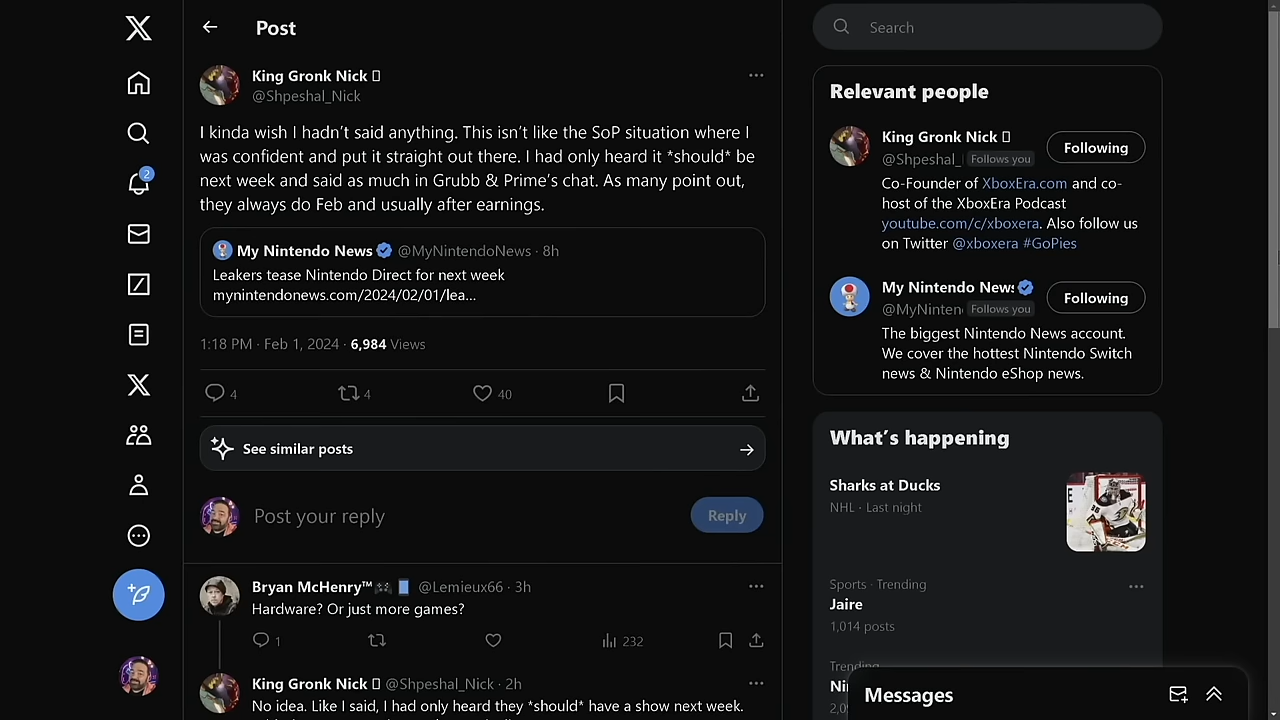 Post
King Gronk Nick
@Shpeshal_Nick
I kinda wish I hadn't said anything. This isn't like the SoP situation where I
was confident and put it straight out there. I had only heard it *should* be
next week and said as much in Grubb & Prime's chat. As many point out,
they always do Feb and usually after earnings.
My Nintendo News @MyNintendoNews · 8h
Leakers tease Nintendo Direct for next week
mynintendonews.com/2024/02/01/lea...
1:18 PM · Feb 1, 2024 · 6,984 Views
4 4 40
See similar posts
Post your reply
Reply
Bryan McHenry™ @Lemieux66 · 3h
Hardware? Or just more games?
1 232
King Gronk Nick @Shpeshal_Nick · 2h
No idea. Like I said, I had only heard they *should* have a show next week.
2
Search
Relevant people
King Gronk Nick
@Shpeshal_ Follows you
Following
Co-Founder of XboxEra.com and co-
host of the XboxEra Podcast
youtube.com/c/xboxera. Also follow us
on Twitter @xboxera #GoPies
My Nintendo News
@MyNinten Follows you
Following
The biggest Nintendo News account.
We cover the hottest Nintendo Switch
news & Nintendo eShop news.
What's happening
Sharks at Ducks
NHL · Last night
Sports · Trending
Jaire
1,014 posts
Trending
Messages